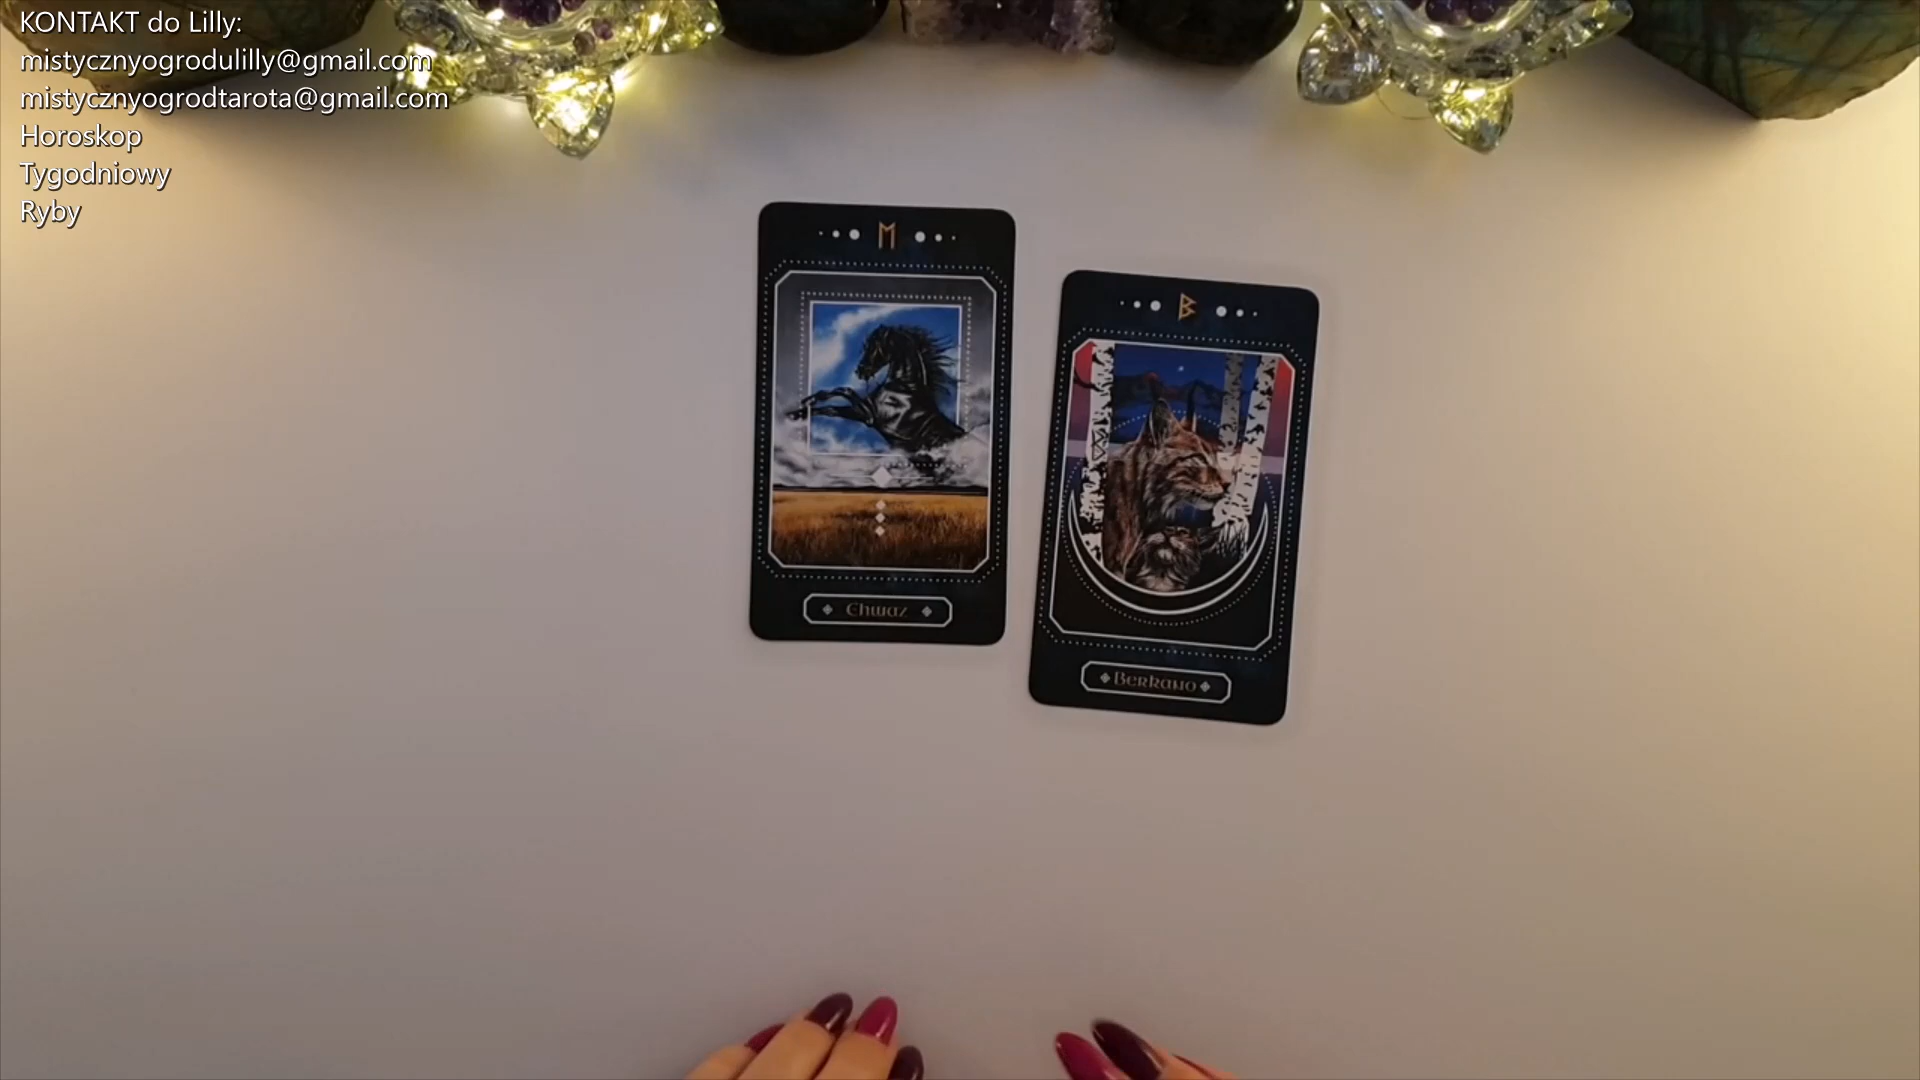 KONTAKT do Lilly:
mistycznyogrodulilly@gmail.com
mistycznyogrodtarota@gmail.com
Horoskop
Tygodniowy
Ryby
ᛖ
ᛒ
Ehwaz
Berkano